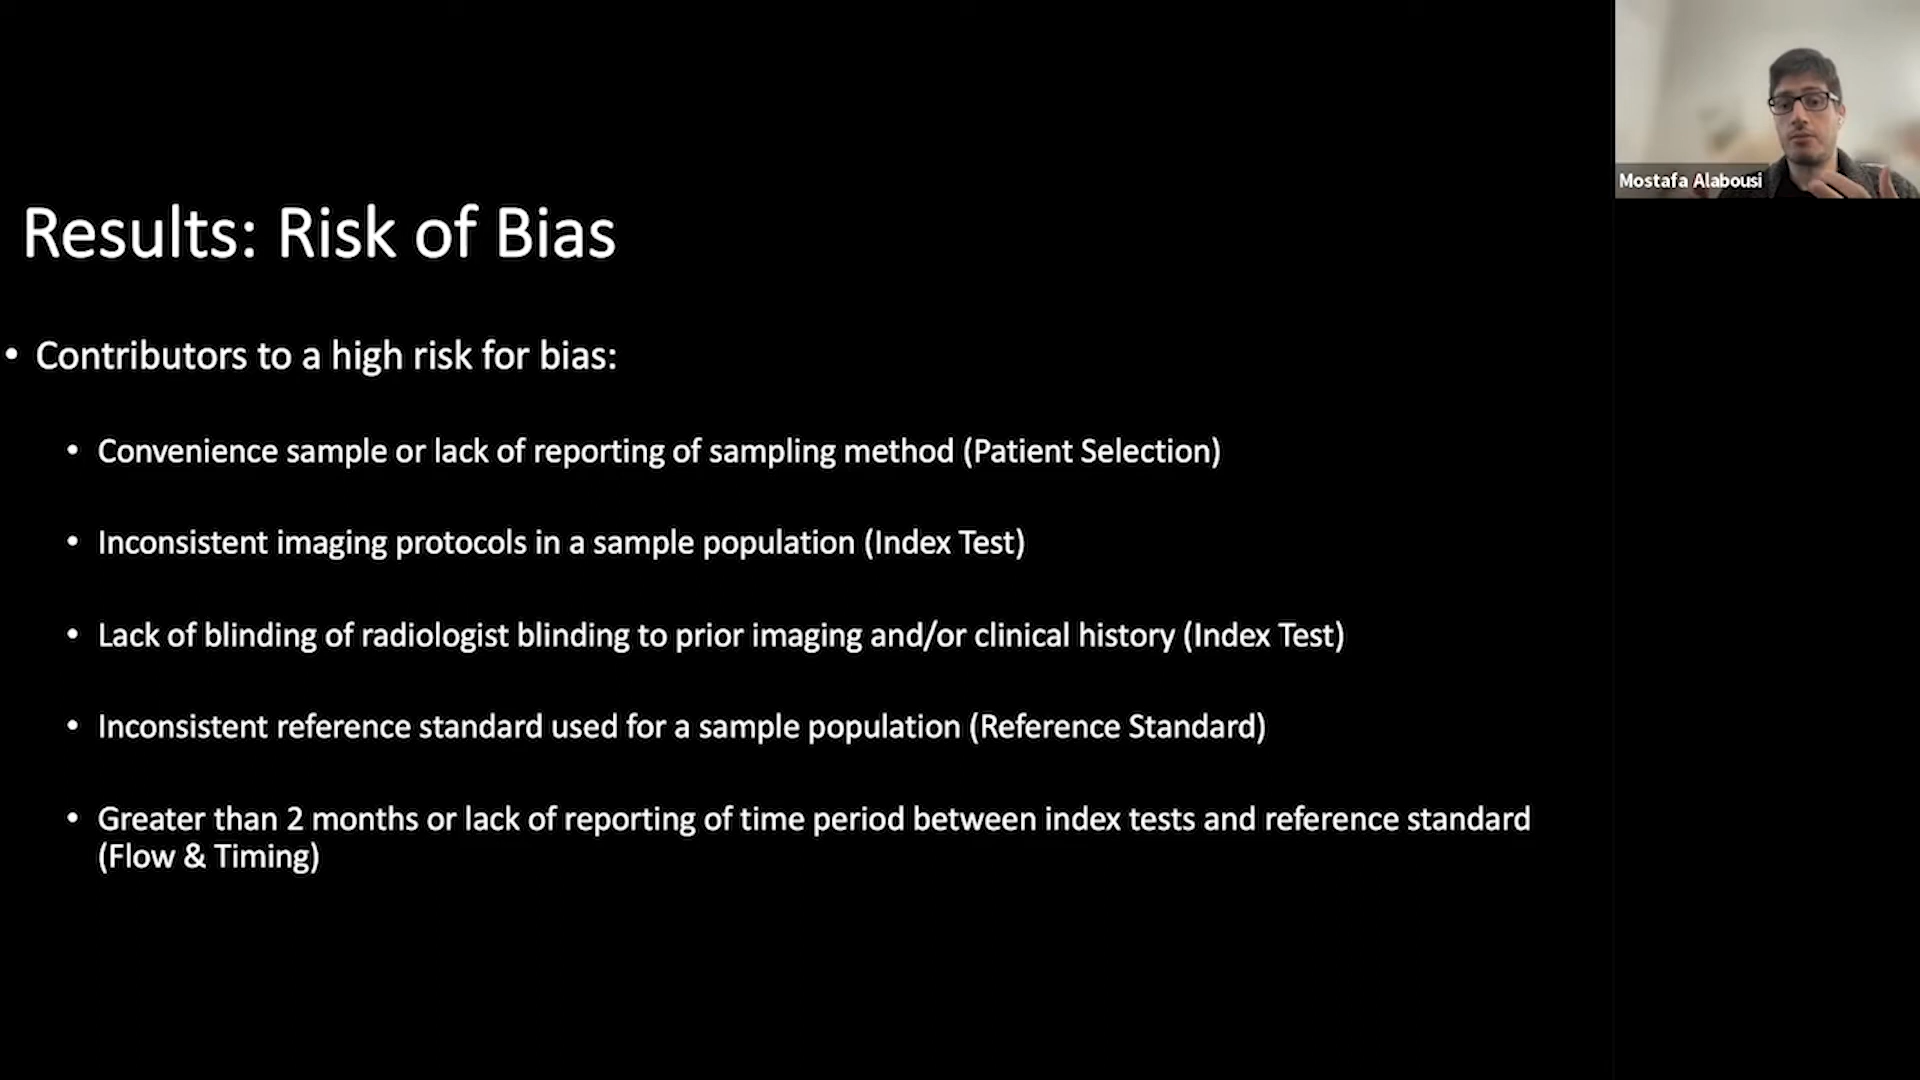 Results: Risk of Bias
• Contributors to a high risk for bias:
• Convenience sample or lack of reporting of sampling method (Patient Selection)
• Inconsistent imaging protocols in a sample population (Index Test)
• Lack of blinding of radiologist blinding to prior imaging and/or clinical history (Index Test)
• Inconsistent reference standard used for a sample population (Reference Standard)
• Greater than 2 months or lack of reporting of time period between index tests and reference standard
(Flow & Timing)
Mostafa Alabousi